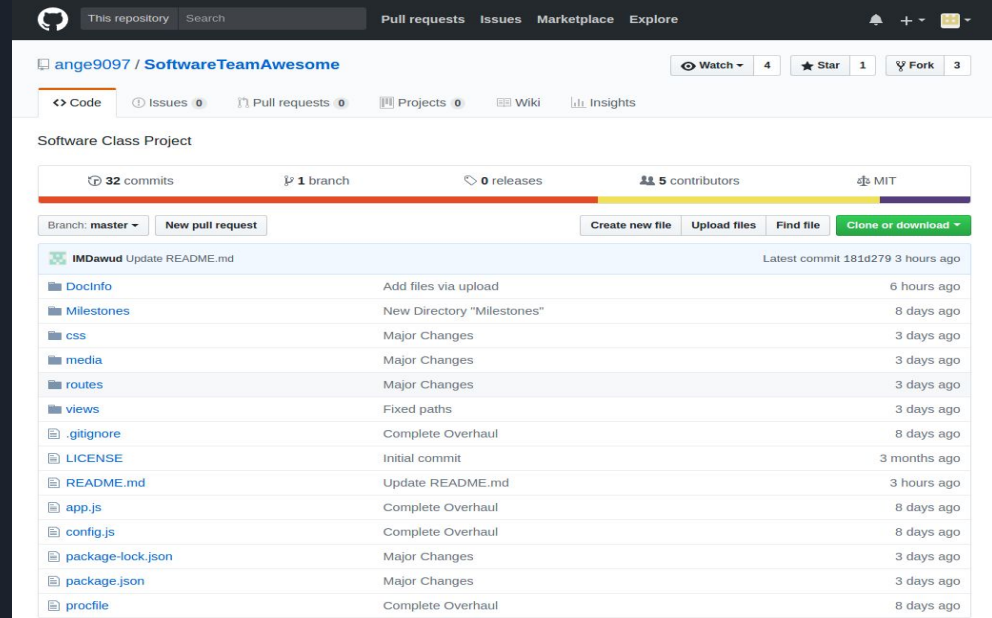 This repository Search Pull requests Issues Marketplace Explore
ange9097 / SoftwareTeamAwesome Watch 4 Star 1 Fork 3
Code Issues 0 Pull requests 0 Projects 0 Wiki Insights
Software Class Project
32 commits 1 branch 0 releases 5 contributors MIT
Branch: master New pull request Create new file Upload files Find file Clone or download
IMDawud Update README.md Latest commit 181d279 3 hours ago
DocInfo Add files via upload 6 hours ago
Milestones New Directory "Milestones" 8 days ago
css Major Changes 3 days ago
media Major Changes 3 days ago
routes Major Changes 3 days ago
views Fixed paths 3 days ago
.gitignore Complete Overhaul 8 days ago
LICENSE Initial commit 3 months ago
README.md Update README.md 3 hours ago
app.js Complete Overhaul 8 days ago
config.js Complete Overhaul 8 days ago
package-lock.json Major Changes 3 days ago
package.json Major Changes 3 days ago
procfile Complete Overhaul 8 days ago